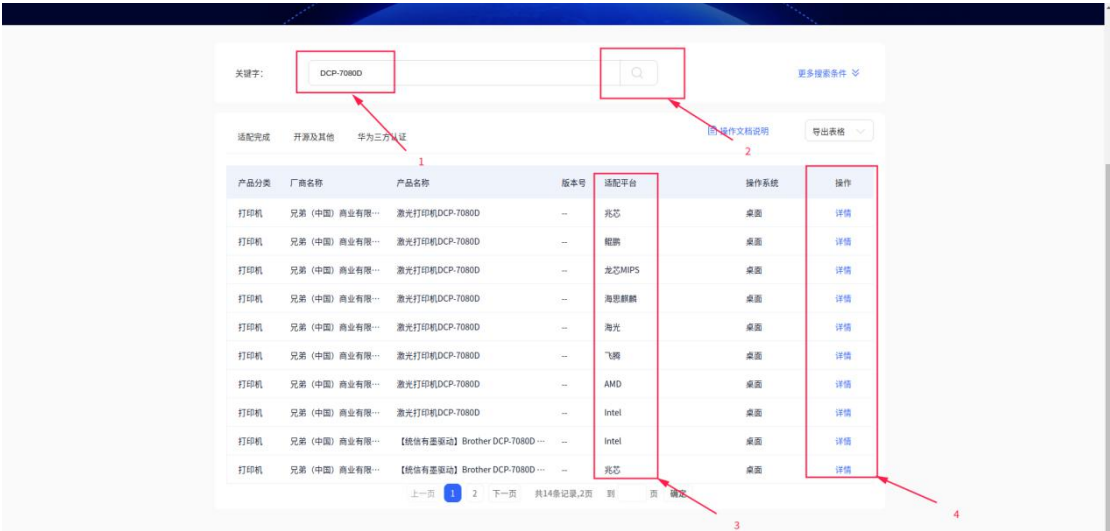 关键字： DCP-7080D 更多搜索条件
适配完成 开源及其他 华为三方认证 操作文档说明 导出表格
1 2
产品分类 厂商名称 产品名称 版本号 适配平台 操作系统 操作
打印机 兄弟（中国）商业有限… 激光打印机DCP-7080D -- 兆芯 桌面 详情
打印机 兄弟（中国）商业有限… 激光打印机DCP-7080D -- 鲲鹏 桌面 详情
打印机 兄弟（中国）商业有限… 激光打印机DCP-7080D -- 龙芯MIPS 桌面 详情
打印机 兄弟（中国）商业有限… 激光打印机DCP-7080D -- 海思麒麟 桌面 详情
打印机 兄弟（中国）商业有限… 激光打印机DCP-7080D -- 海光 桌面 详情
打印机 兄弟（中国）商业有限… 激光打印机DCP-7080D -- 飞腾 桌面 详情
打印机 兄弟（中国）商业有限… 激光打印机DCP-7080D -- AMD 桌面 详情
打印机 兄弟（中国）商业有限… 激光打印机DCP-7080D -- Intel 桌面 详情
打印机 兄弟（中国）商业有限… 【统信有墨驱动】Brother DCP-7080D … -- Intel 桌面 详情
打印机 兄弟（中国）商业有限… 【统信有墨驱动】Brother DCP-7080D … -- 兆芯 桌面 详情
上一页 1 2 下一页 共14条记录,2页 到 页 确定
3 4